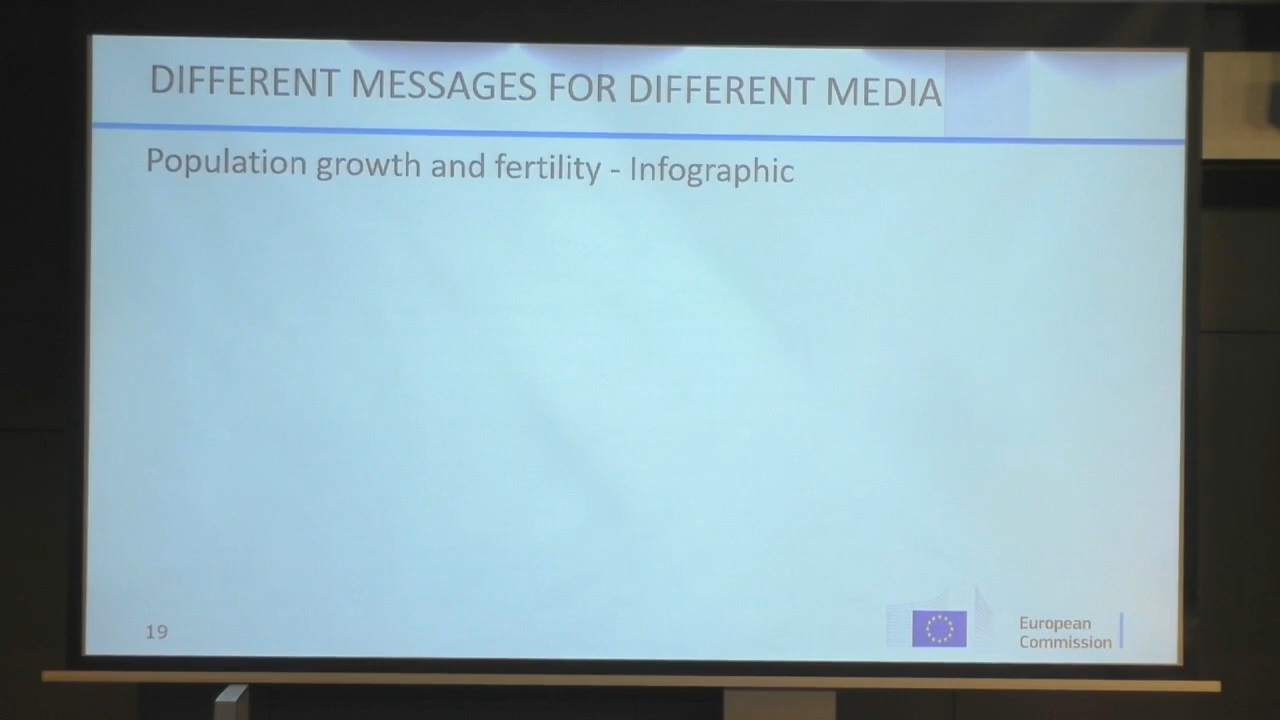 DIFFERENT MESSAGES FOR DIFFERENT MEDIA
Population growth and fertility - Infographic
19
European
Commission